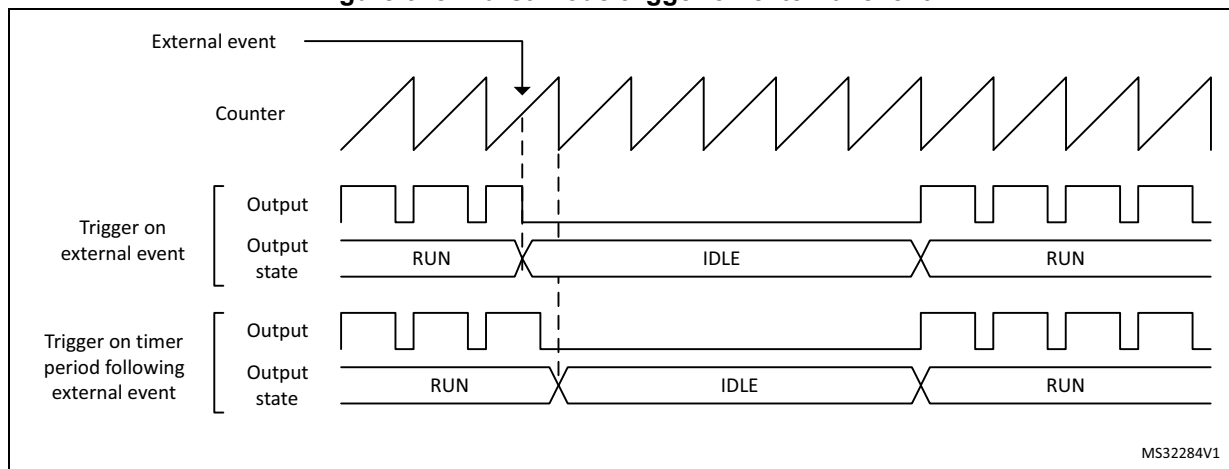 External event
Counter
Trigger on
external event
Output
Output
state
RUN
IDLE
RUN
Trigger on timer
period following
external event
Output
Output
state
RUN
IDLE
RUN
MS32284V1